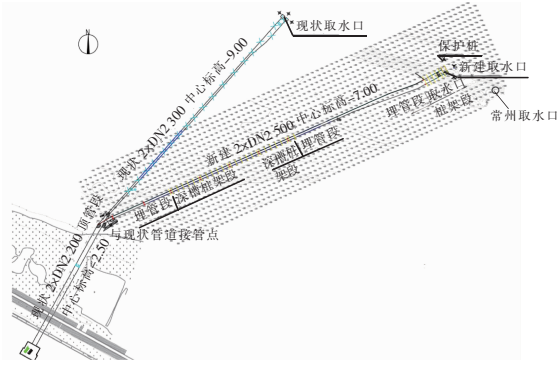 N
现状取水口
保护桩
新建取水口
现状 2×DN2 300 中心标高-9.00
新建 2×DN2 500 中心标高-7.00
埋管段
取水口
桩架段
常州取水口
深槽桩
架段
埋管段
埋管段
深槽桩架段
与现状管道接管点
现状 2×DN2 200 顶管段
中心标高-2.50